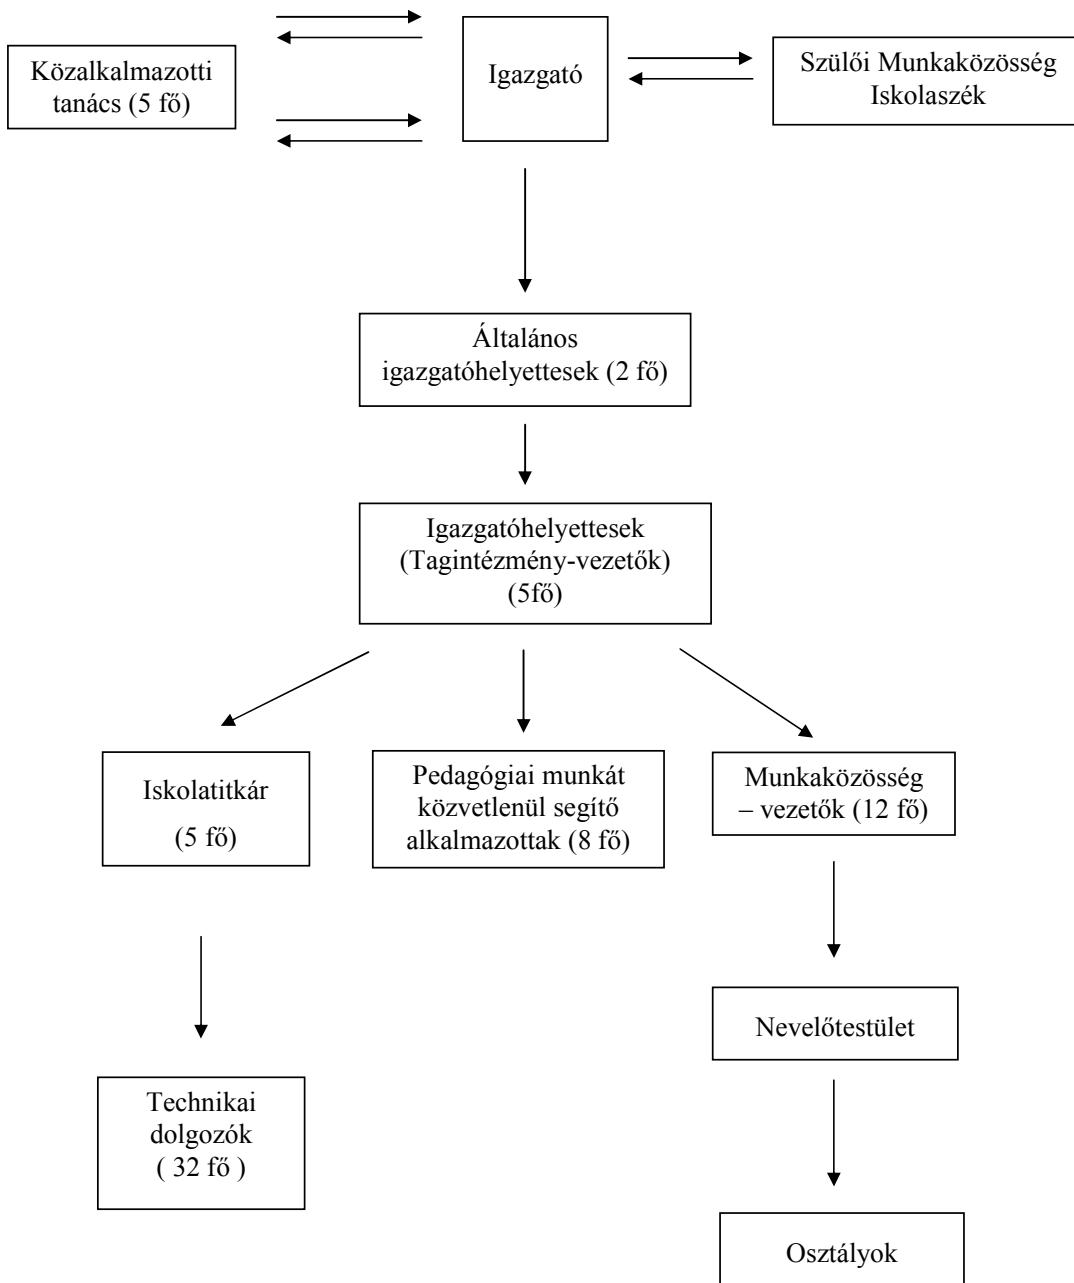 Közalkalmazotti
tanács (5 fő)
Igazgató
Szülői Munkaközösség
Iskolaszék
Általános
igazgatóhelyettesek (2 fő)
Igazgatóhelyettesek
(Tagintézmény-vezetők)
(5fő)
Iskolatitkár
(5 fő)
Pedagógiai munkát
közvetlenül segítő
alkalmazottak (8 fő)
Munkaközösség
– vezetők (12 fő)
Nevelőtestület
Technikai
dolgozók
( 32 fő )
Osztályok